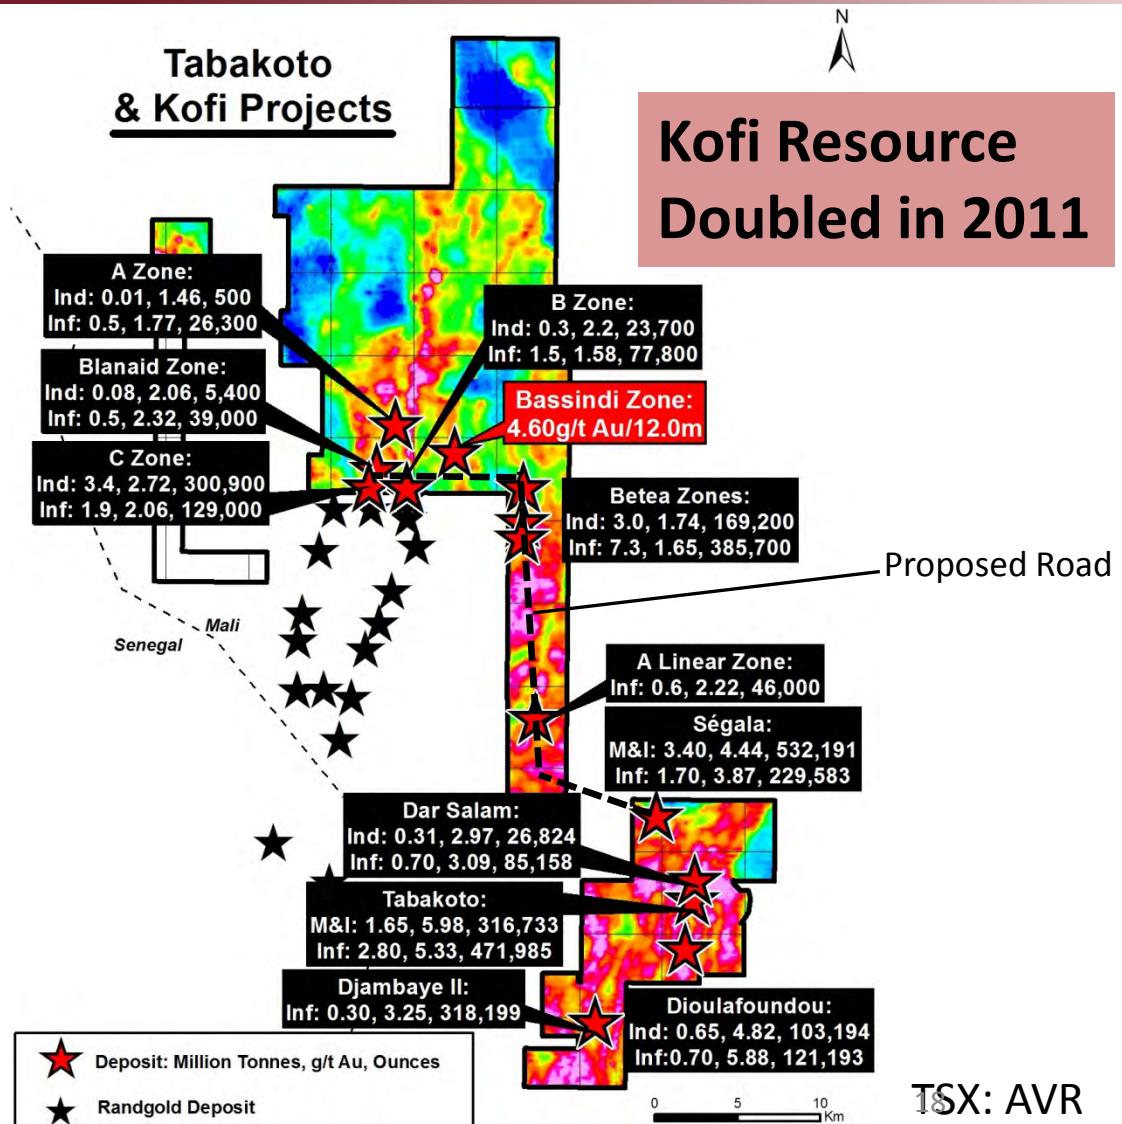 N
Tabakoto
& Kofi Projects
Kofi Resource
Doubled in 2011
A Zone:
Ind: 0.01, 1.46, 500
Inf: 0.5, 1.77, 26,300
B Zone:
Ind: 0.3, 2.2, 23,700
Inf: 1.5, 1.58, 77,800
Blanaid Zone:
Ind: 0.08, 2.06, 5,400
Inf: 0.5, 2.32, 39,000
Bassindi Zone:
4.60g/t Au/12.0m
C Zone:
Ind: 3.4, 2.72, 300,900
Inf: 1.9, 2.06, 129,000
Betea Zones:
Ind: 3.0, 1.74, 169,200
Inf: 7.3, 1.65, 385,700
Proposed Road
Mali
Senegal
A Linear Zone:
Inf: 0.6, 2.22, 46,000
Ségala:
M&I: 3.40, 4.44, 532,191
Inf: 1.70, 3.87, 229,583
Dar Salam:
Ind: 0.31, 2.97, 26,824
Inf: 0.70, 3.09, 85,158
Tabakoto:
M&I: 1.65, 5.98, 316,733
Inf: 2.80, 5.33, 471,985
Djambaye II:
Inf: 0.30, 3.25, 318,199
Dioulafoundou:
Ind: 0.65, 4.82, 103,194
Inf:0.70, 5.88, 121,193
Deposit: Million Tonnes, g/t Au, Ounces
Randgold Deposit
0 5 10
Km
18
TSX: AVR